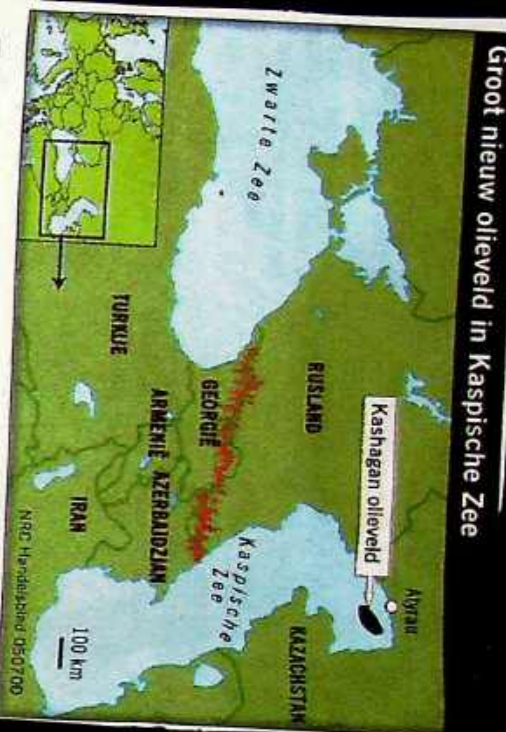 Groot nieuw olieveld in Kaspische Zee
Zwarte Zee
RUSLAND
Kashagan olieveld
Atyrau
KAZACHSTAN
Kaspische
Zee
GEORGIË
TURKIJE
ARMENIË
AZERBAIDZJAN
IRAN
100 km
NRC Handelsblad 050700